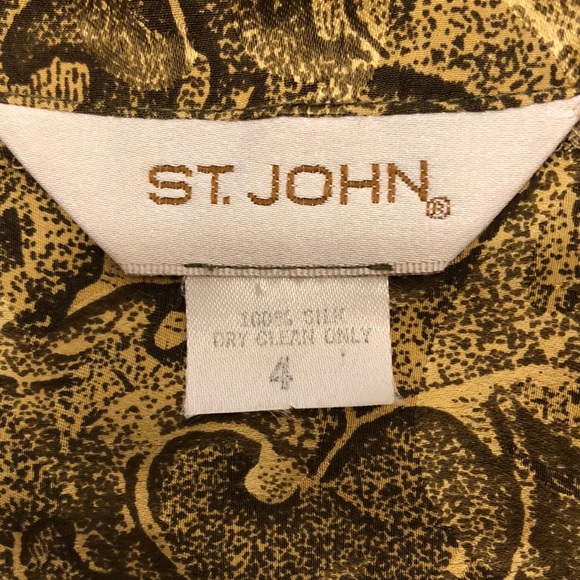 ST. JOHN®
100% SILK
DRY CLEAN ONLY
4